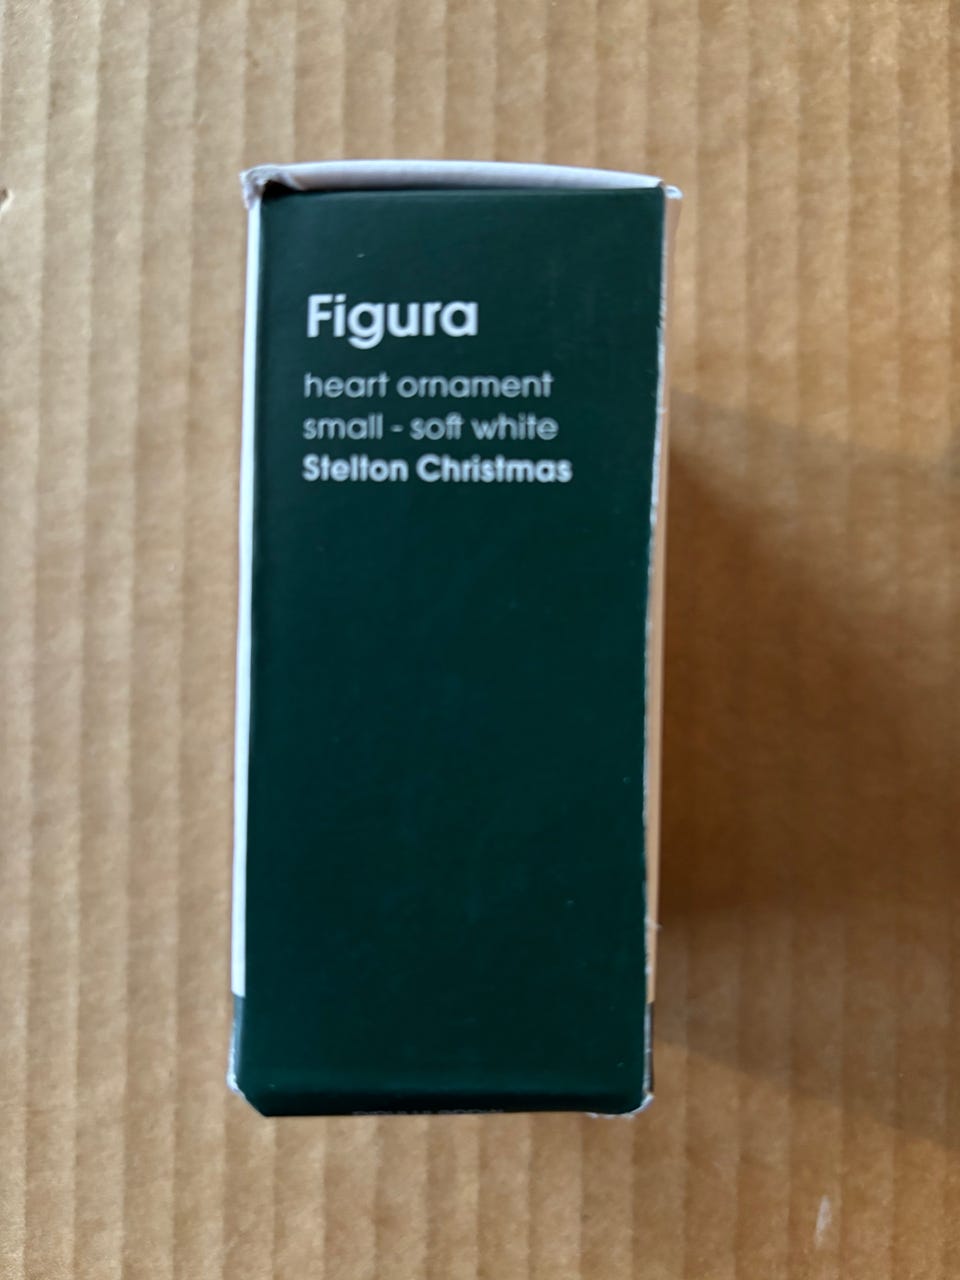 Figura
heart ornament
small - soft white
Stelton Christmas